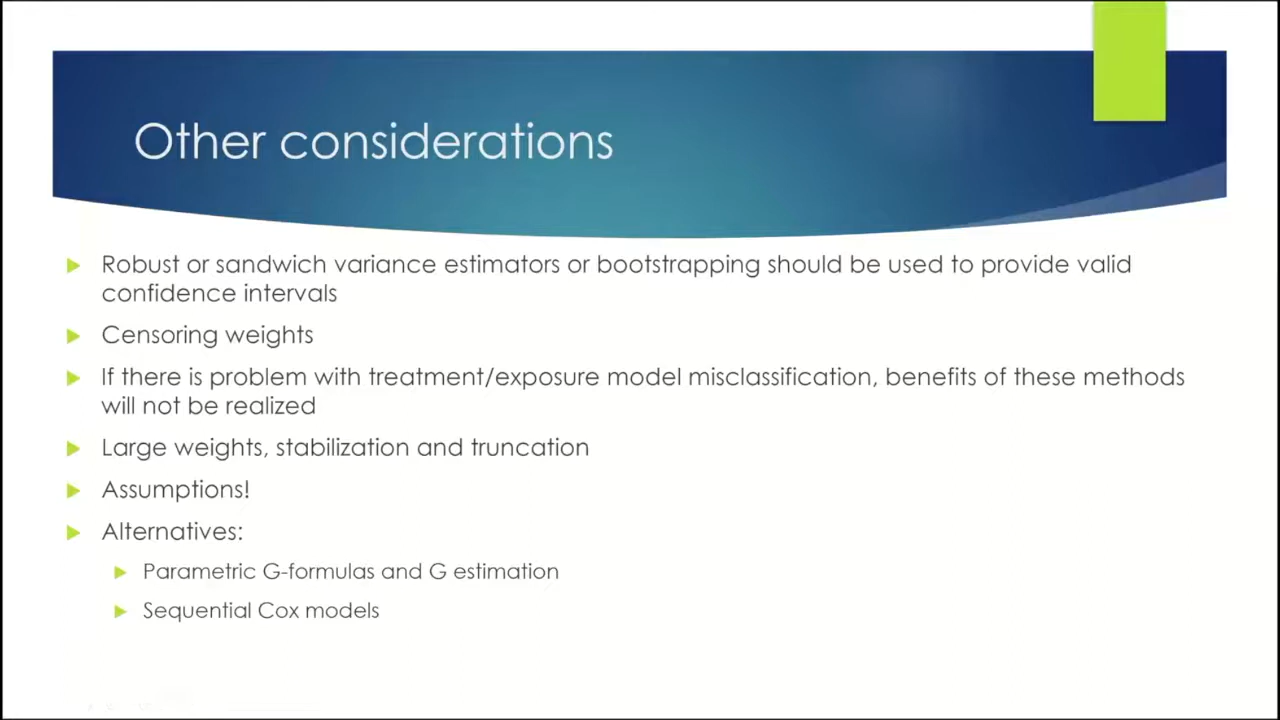 Other considerations
Robust or sandwich variance estimators or bootstrapping should be used to provide valid
confidence intervals
Censoring weights
If there is problem with treatment/exposure model misclassification, benefits of these methods
will not be realized
Large weights, stabilization and truncation
Assumptions!
Alternatives:
Parametric G-formulas and G estimation
Sequential Cox models